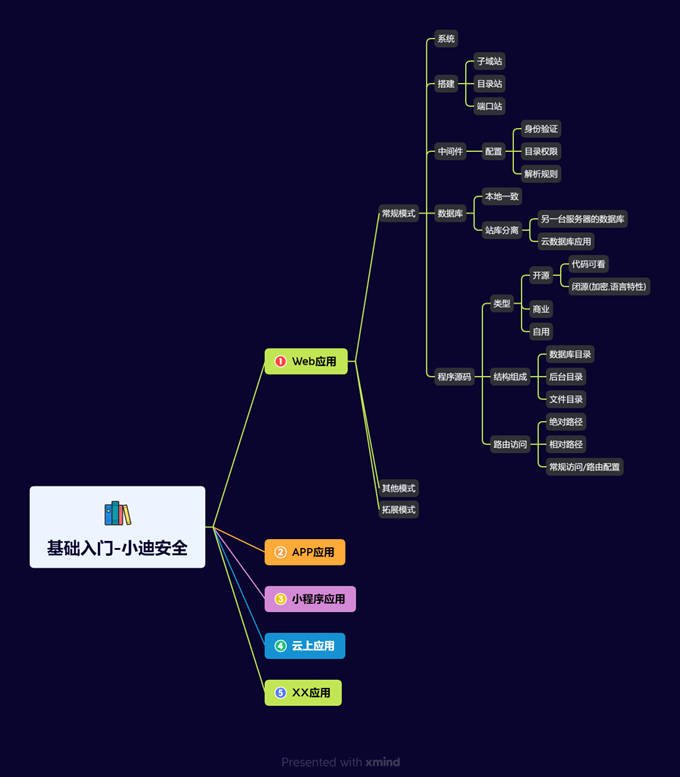 基础入门-小迪安全
1 Web应用
常规模式
系统
搭建
子域站
目录站
端口站
中间件
配置
身份验证
目录权限
解析规则
数据库
本地一致
站库分离
另一台服务器的数据库
云数据库应用
程序源码
类型
开源
代码可看
闭源(加密,语言特性)
商业
自用
结构组成
数据库目录
后台目录
文件目录
路由访问
绝对路径
相对路径
常规访问/路由配置
其他模式
拓展模式
2 APP应用
3 小程序应用
4 云上应用
5 XX应用
Presented with xmind